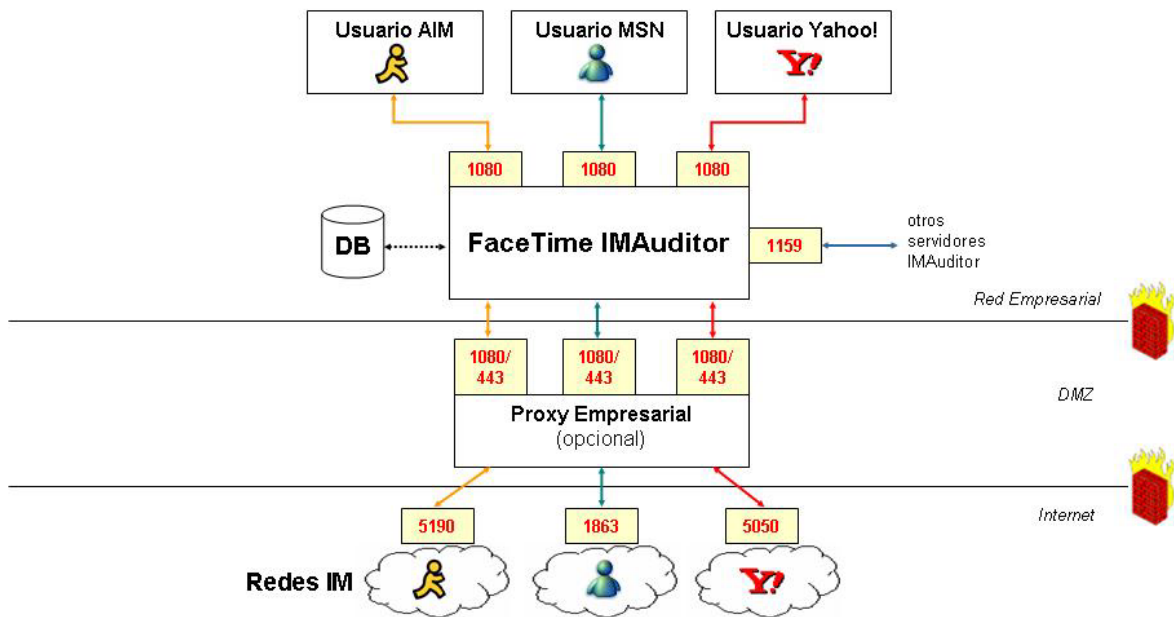 Usuario AIM
Usuario MSN
Usuario Yahoo!
Y!
1080
1080
1080
DB
FaceTime IMAuditor
1159
otros
servidores
IMAuditor
Red Empresarial
1080/
443
1080/
443
1080/
443
Proxy Empresarial
(opcional)
DMZ
5190
1863
5050
Internet
Redes IM
Y!